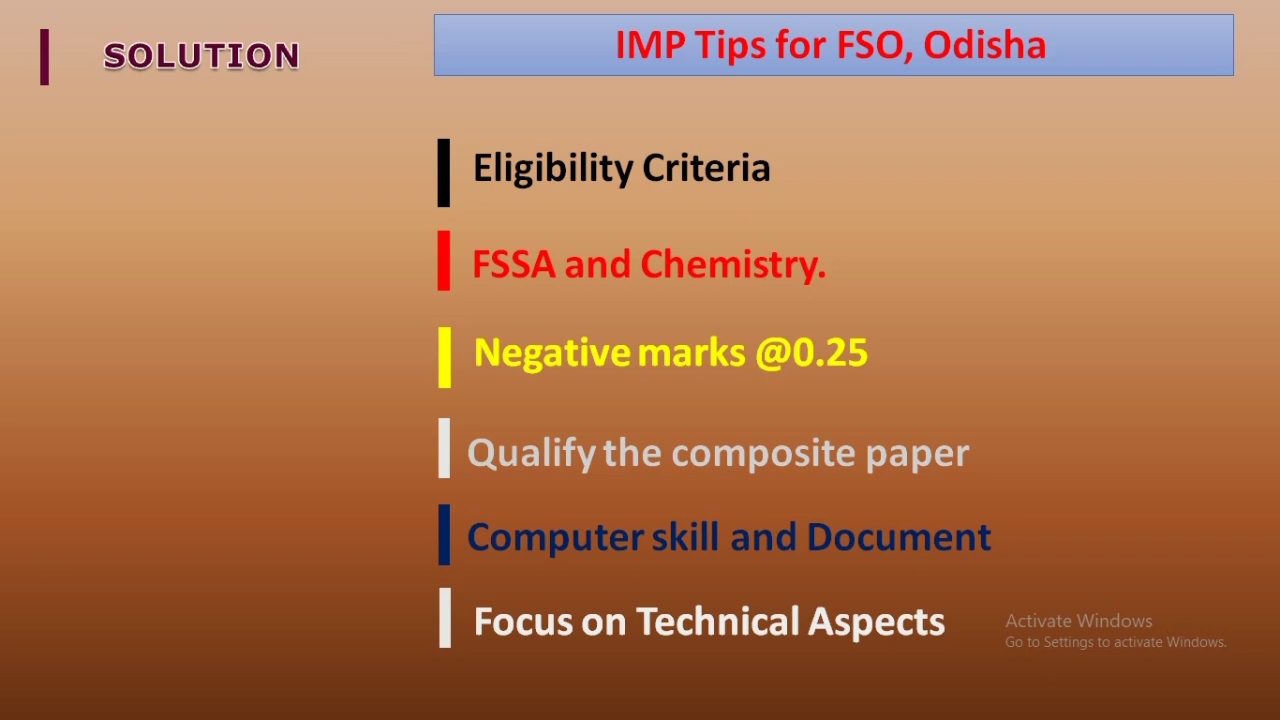 SOLUTION
IMP Tips for FSO, Odisha
Eligibility Criteria
FSSA and Chemistry.
Negative marks @0.25
Qualify the composite paper
Computer skill and Document
Focus on Technical Aspects
Activate Windows
Go to Settings to activate Windows.